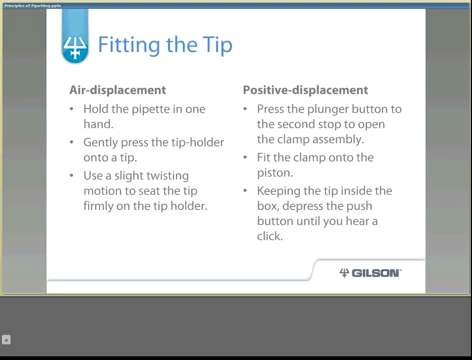 Principles of Pipetting.pptx
Fitting the Tip
Air-displacement
• Hold the pipette in one
hand.
• Gently press the tip-holder
onto a tip.
• Use a slight twisting
motion to seat the tip
firmly on the tip holder.
Positive-displacement
• Press the plunger button to
the second stop to open
the clamp assembly.
• Fit the clamp onto the
piston.
• Keeping the tip inside the
box, depress the push
button until you hear a
click.
GILSON®